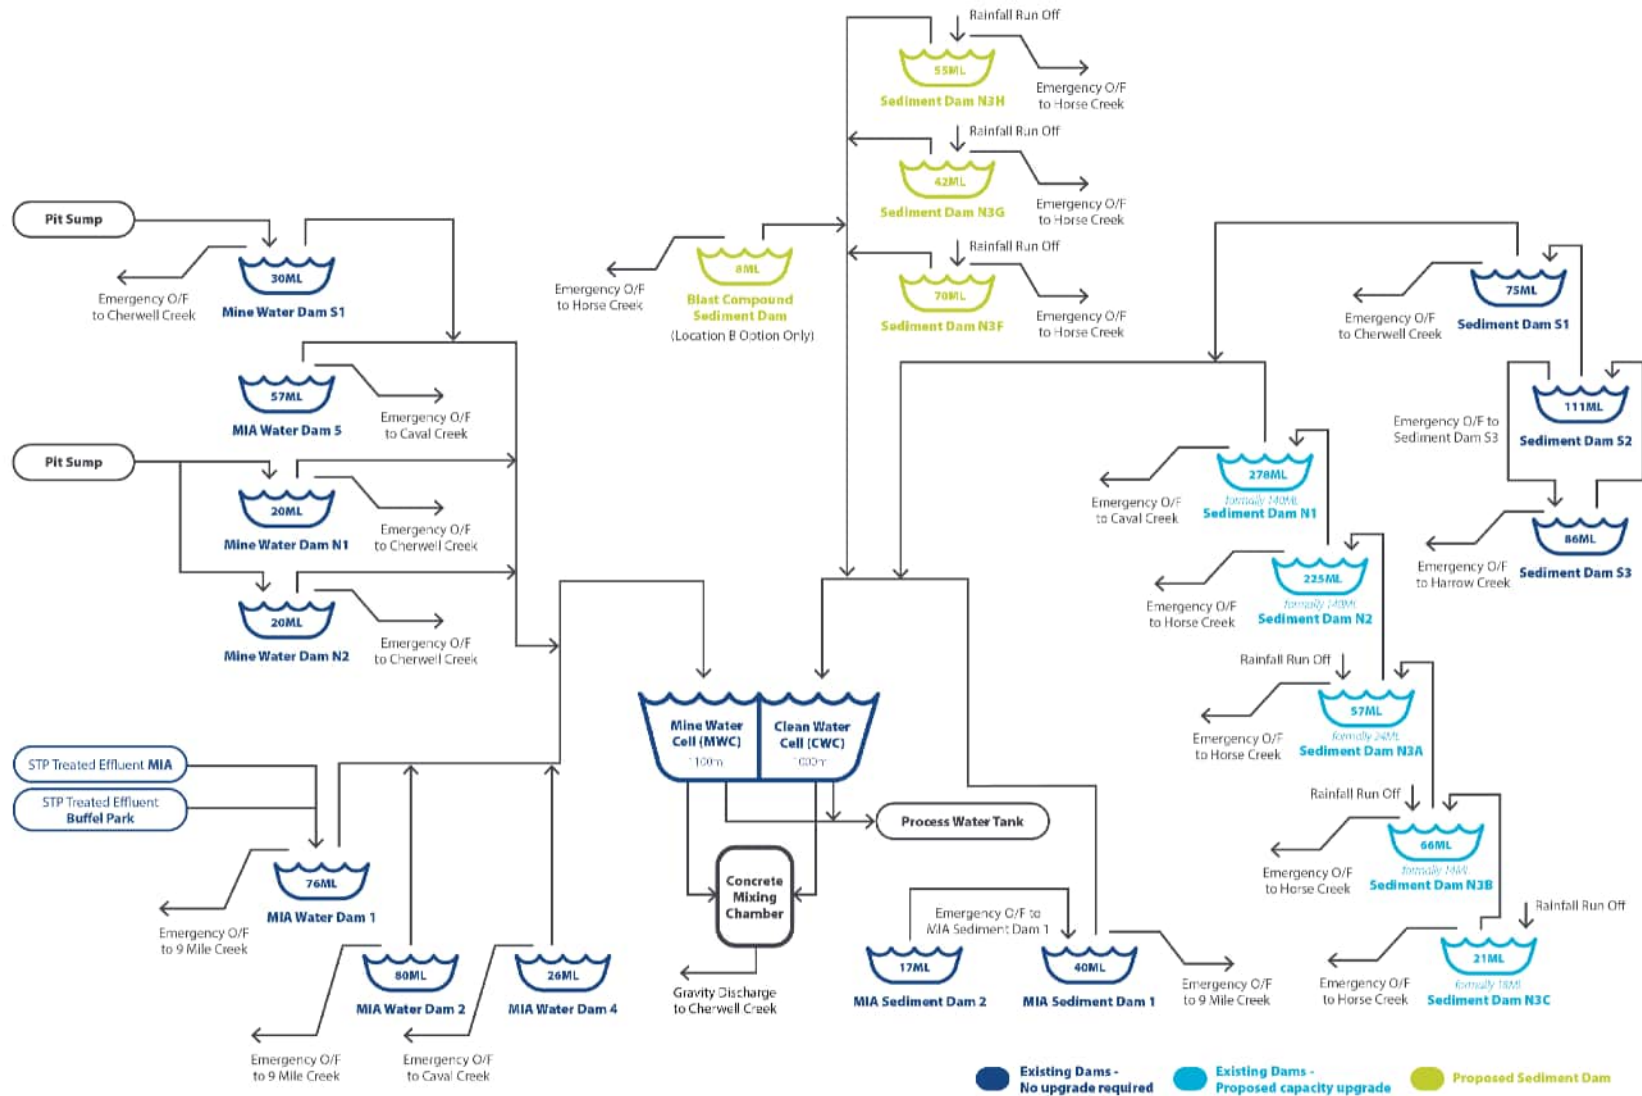 Rainfall Run Off
55ML
Sediment Dam N3H
Emergency O/F
to Horse Creek
Rainfall Run Off
42ML
Sediment Dam N3G
Emergency O/F
to Horse Creek
Rainfall Run Off
70ML
Sediment Dam N3F
Emergency O/F
to Horse Creek
Pit Sump
30ML
Mine Water Dam S1
Emergency O/F
to Cherwell Creek
8ML
Blast Compound
Sediment Dam
(Location B Option Only)
Emergency O/F
to Horse Creek
75ML
Sediment Dam S1
Emergency O/F
to Cherwell Creek
57ML
MIA Water Dam 5
Emergency O/F
to Caval Creek
111ML
Sediment Dam S2
Emergency O/F to
Sediment Dam S3
86ML
Sediment Dam S3
Emergency O/F
to Harrow Creek
Pit Sump
20ML
Mine Water Dam N1
Emergency O/F
to Cherwell Creek
20ML
Mine Water Dam N2
Emergency O/F
to Cherwell Creek
278ML
formally 140ML
Sediment Dam N1
Emergency O/F
to Caval Creek
225ML
formally 140ML
Sediment Dam N2
Emergency O/F
to Horse Creek
Rainfall Run Off
57ML
formally 24ML
Sediment Dam N3A
Emergency O/F
to Horse Creek
Rainfall Run Off
66ML
formally 14ML
Sediment Dam N3B
Emergency O/F
to Horse Creek
Rainfall Run Off
21ML
formally 18ML
Sediment Dam N3C
Emergency O/F
to Horse Creek
Mine Water
Cell (MWC)
Clean Water
Cell (CWC)
Process Water Tank
Concrete
Mixing
Chamber
Gravity Discharge
to Cherwell Creek
STP Treated Effluent MIA
STP Treated Effluent
Buffel Park
76ML
MIA Water Dam 1
Emergency O/F
to 9 Mile Creek
80ML
MIA Water Dam 2
Emergency O/F
to 9 Mile Creek
26ML
MIA Water Dam 4
Emergency O/F
to Caval Creek
Emergency O/F to
MIA Sediment Dam 1
17ML
MIA Sediment Dam 2
40ML
MIA Sediment Dam 1
Emergency O/F
to 9 Mile Creek
Existing Dams -
No upgrade required
Existing Dams -
Proposed capacity upgrade
Proposed Sediment Dam